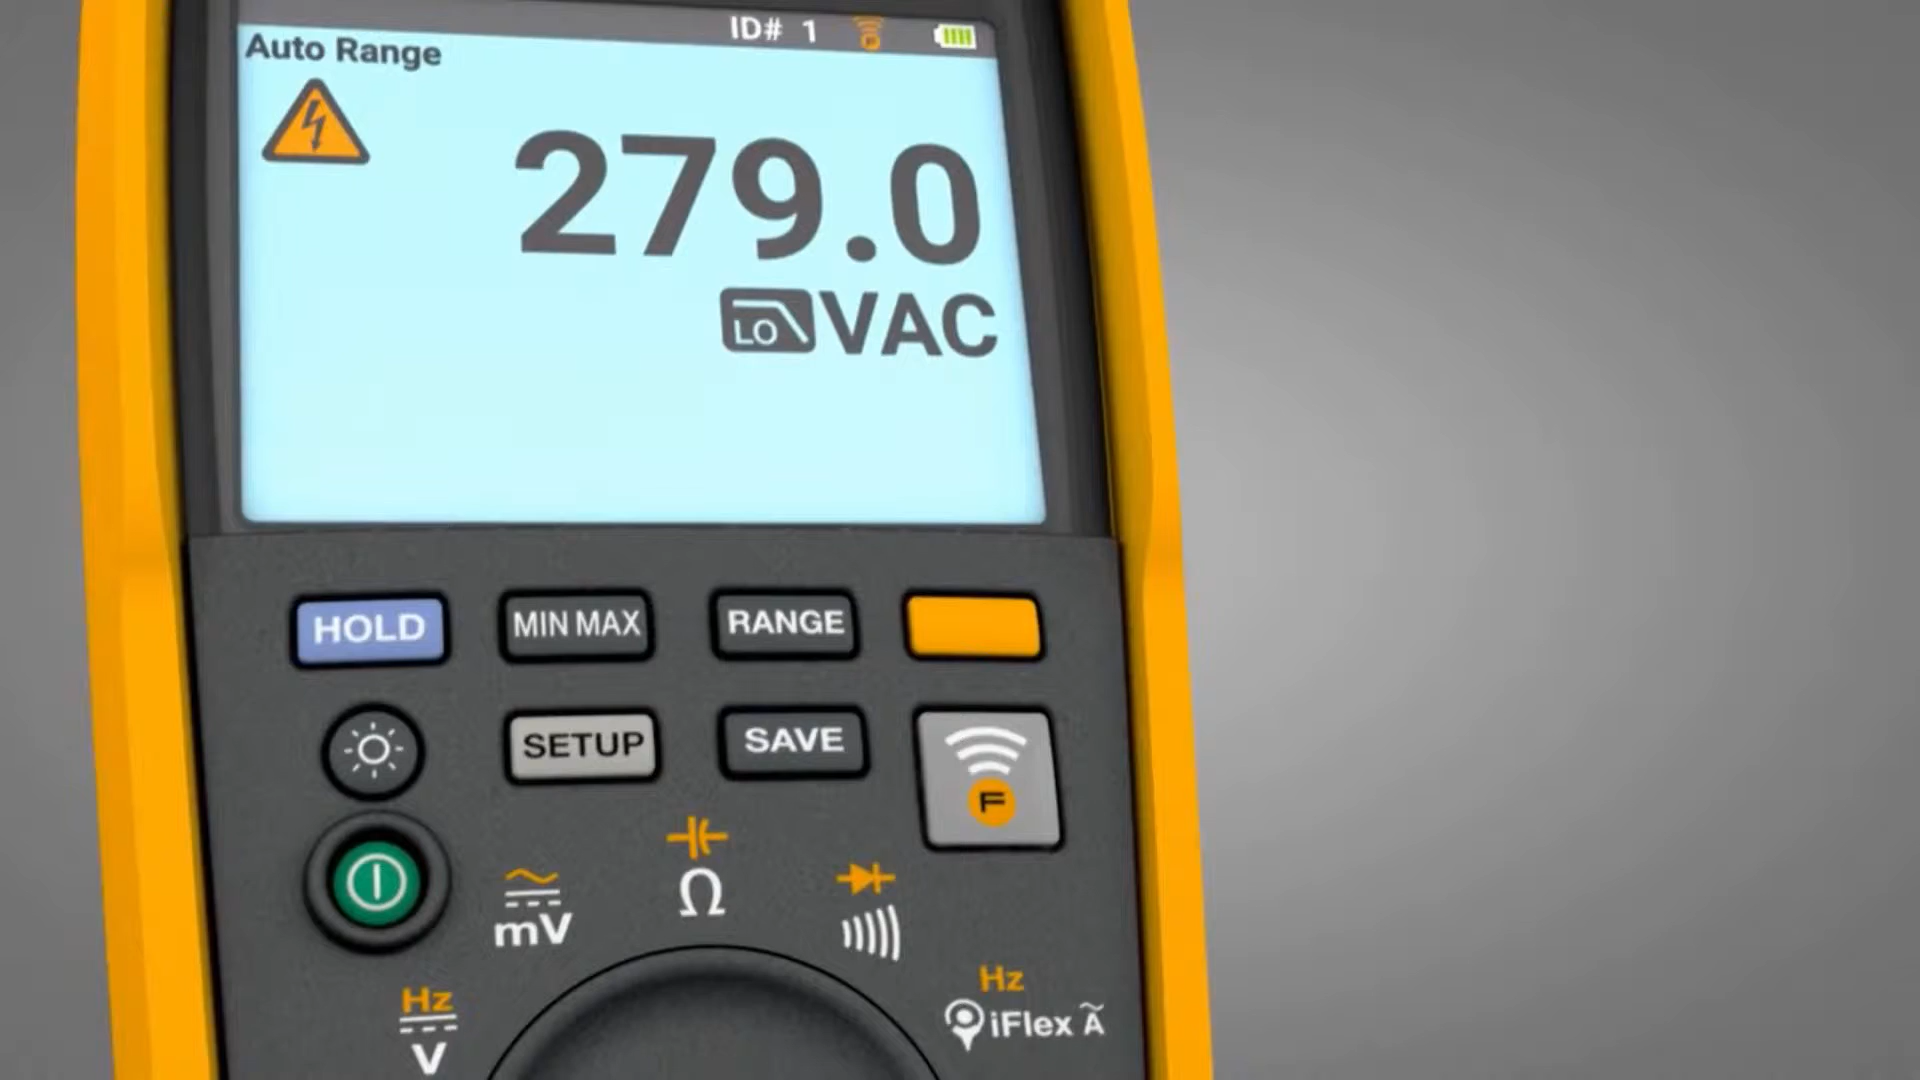 ID# 1
Auto Range
279.0
LO VAC
HOLD
MIN MAX
RANGE
SETUP
SAVE
F
mV
Ω
Hz
V
Hz
iFlex A